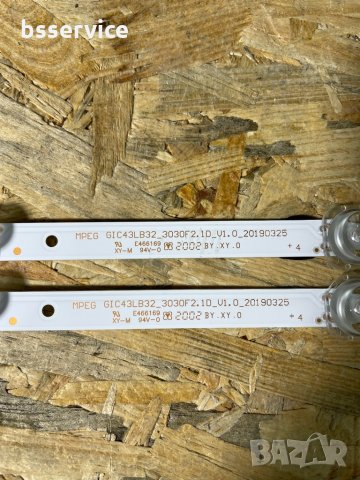 bsservice
MPEG GIC43LB32_3030F2.1D_V1.0_20190325
E466169
XY-M 94V-0 2002 BY.XY.0
+ 4
MPEG GIC43LB32_3030F2.1D_V1.0_20190325
E466169
XY-M 94V-0 2002 BY.XY.0
+ 4
BAZAR